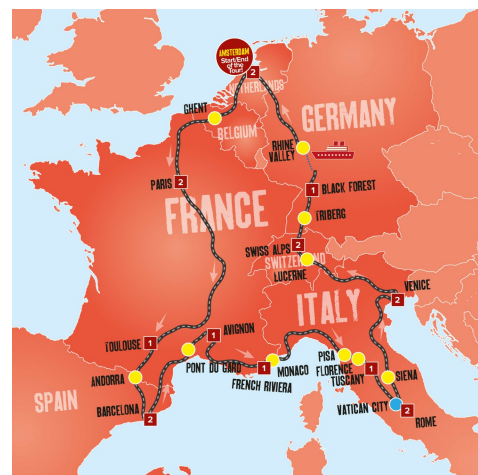 AMSTERDAM
Start/End
of the
Tour!
2
NETHERLANDS
GHENT
BELGIUM
GERMANY
RHINE
VALLEY
PARIS 2
1 BLACK FOREST
FRANCE
TRIBERG
SWISS ALPS 2
SWITZERLAND
LUCERNE
VENICE
2
ITALY
TOULOUSE 1
1 AVIGNON
PONT DU GARD
PISA
FLORENCE
TUSCANY 1
MONACO
1
FRENCH RIVIERA
ANDORRA
SIENA
SPAIN
BARCELONA
2
VATICAN CITY
2
ROME